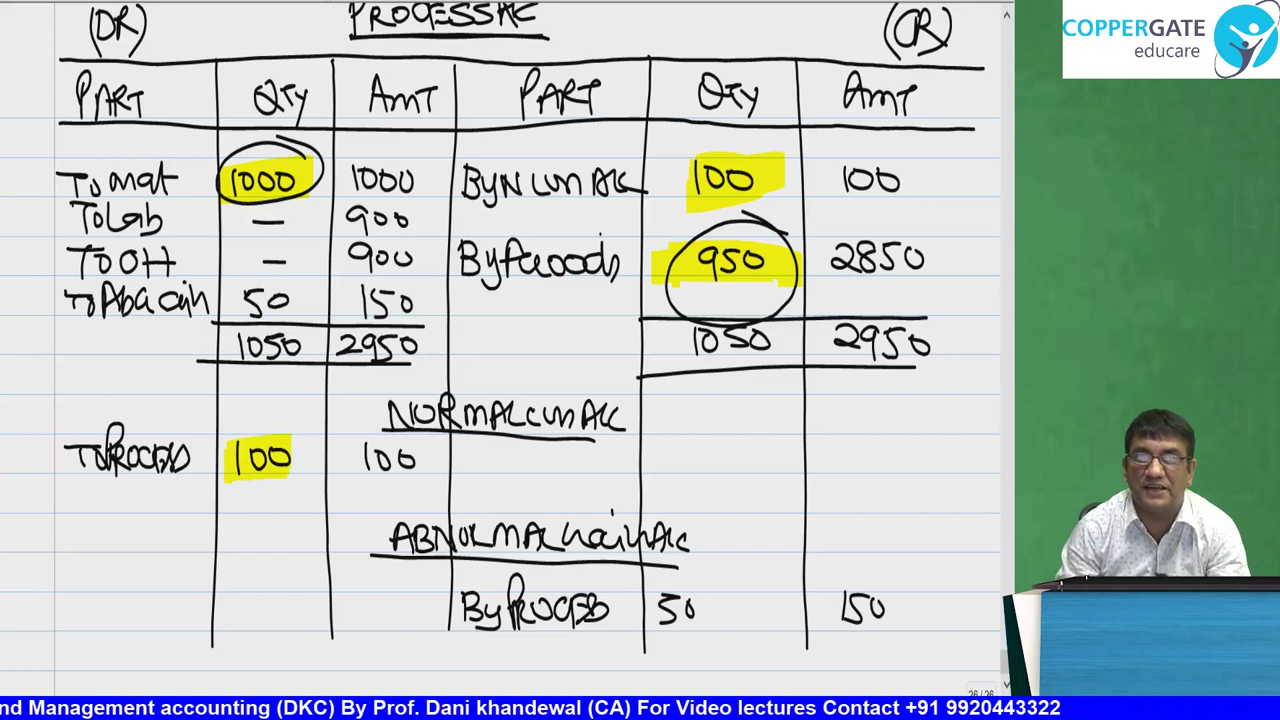 (DR) PROCESS A/C (CR)
COPPERGATE
educare
PART QTY AMT PART QTY AMT
To mat 1000 1000 By N Lm A/c 100 100
To Lab — 900
To OH — 900 By F Goods 950 2850
To Ab Gain 50 150
1050 2950 1050 2950
NORMAL A/c
To Process 100 100
ABNORMAL Gain A/c
By Process 50 150
26/26
nd Management accounting (DKC) By Prof. Dani khandewal (CA) For Video lectures Contact +91 9920443322